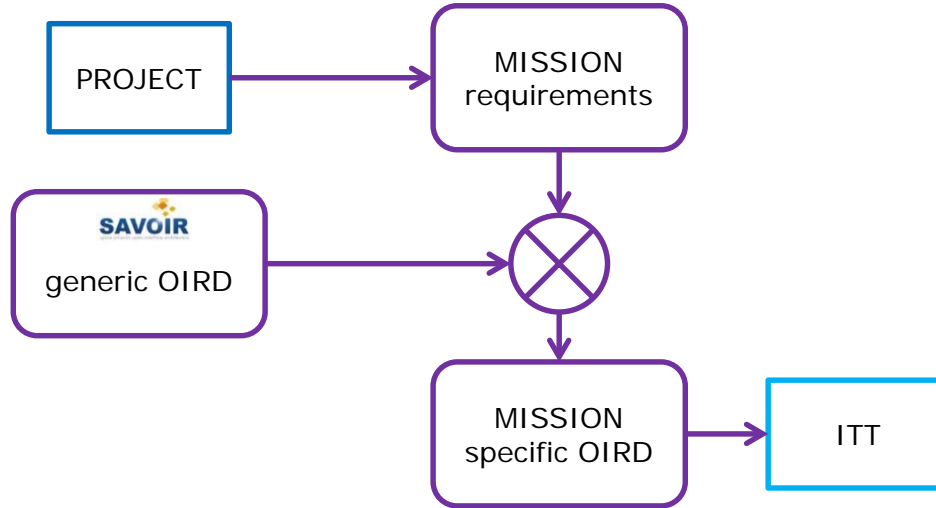 PROJECT
MISSION
requirements
SAVOIR
generic OIRD
MISSION
specific OIRD
ITT